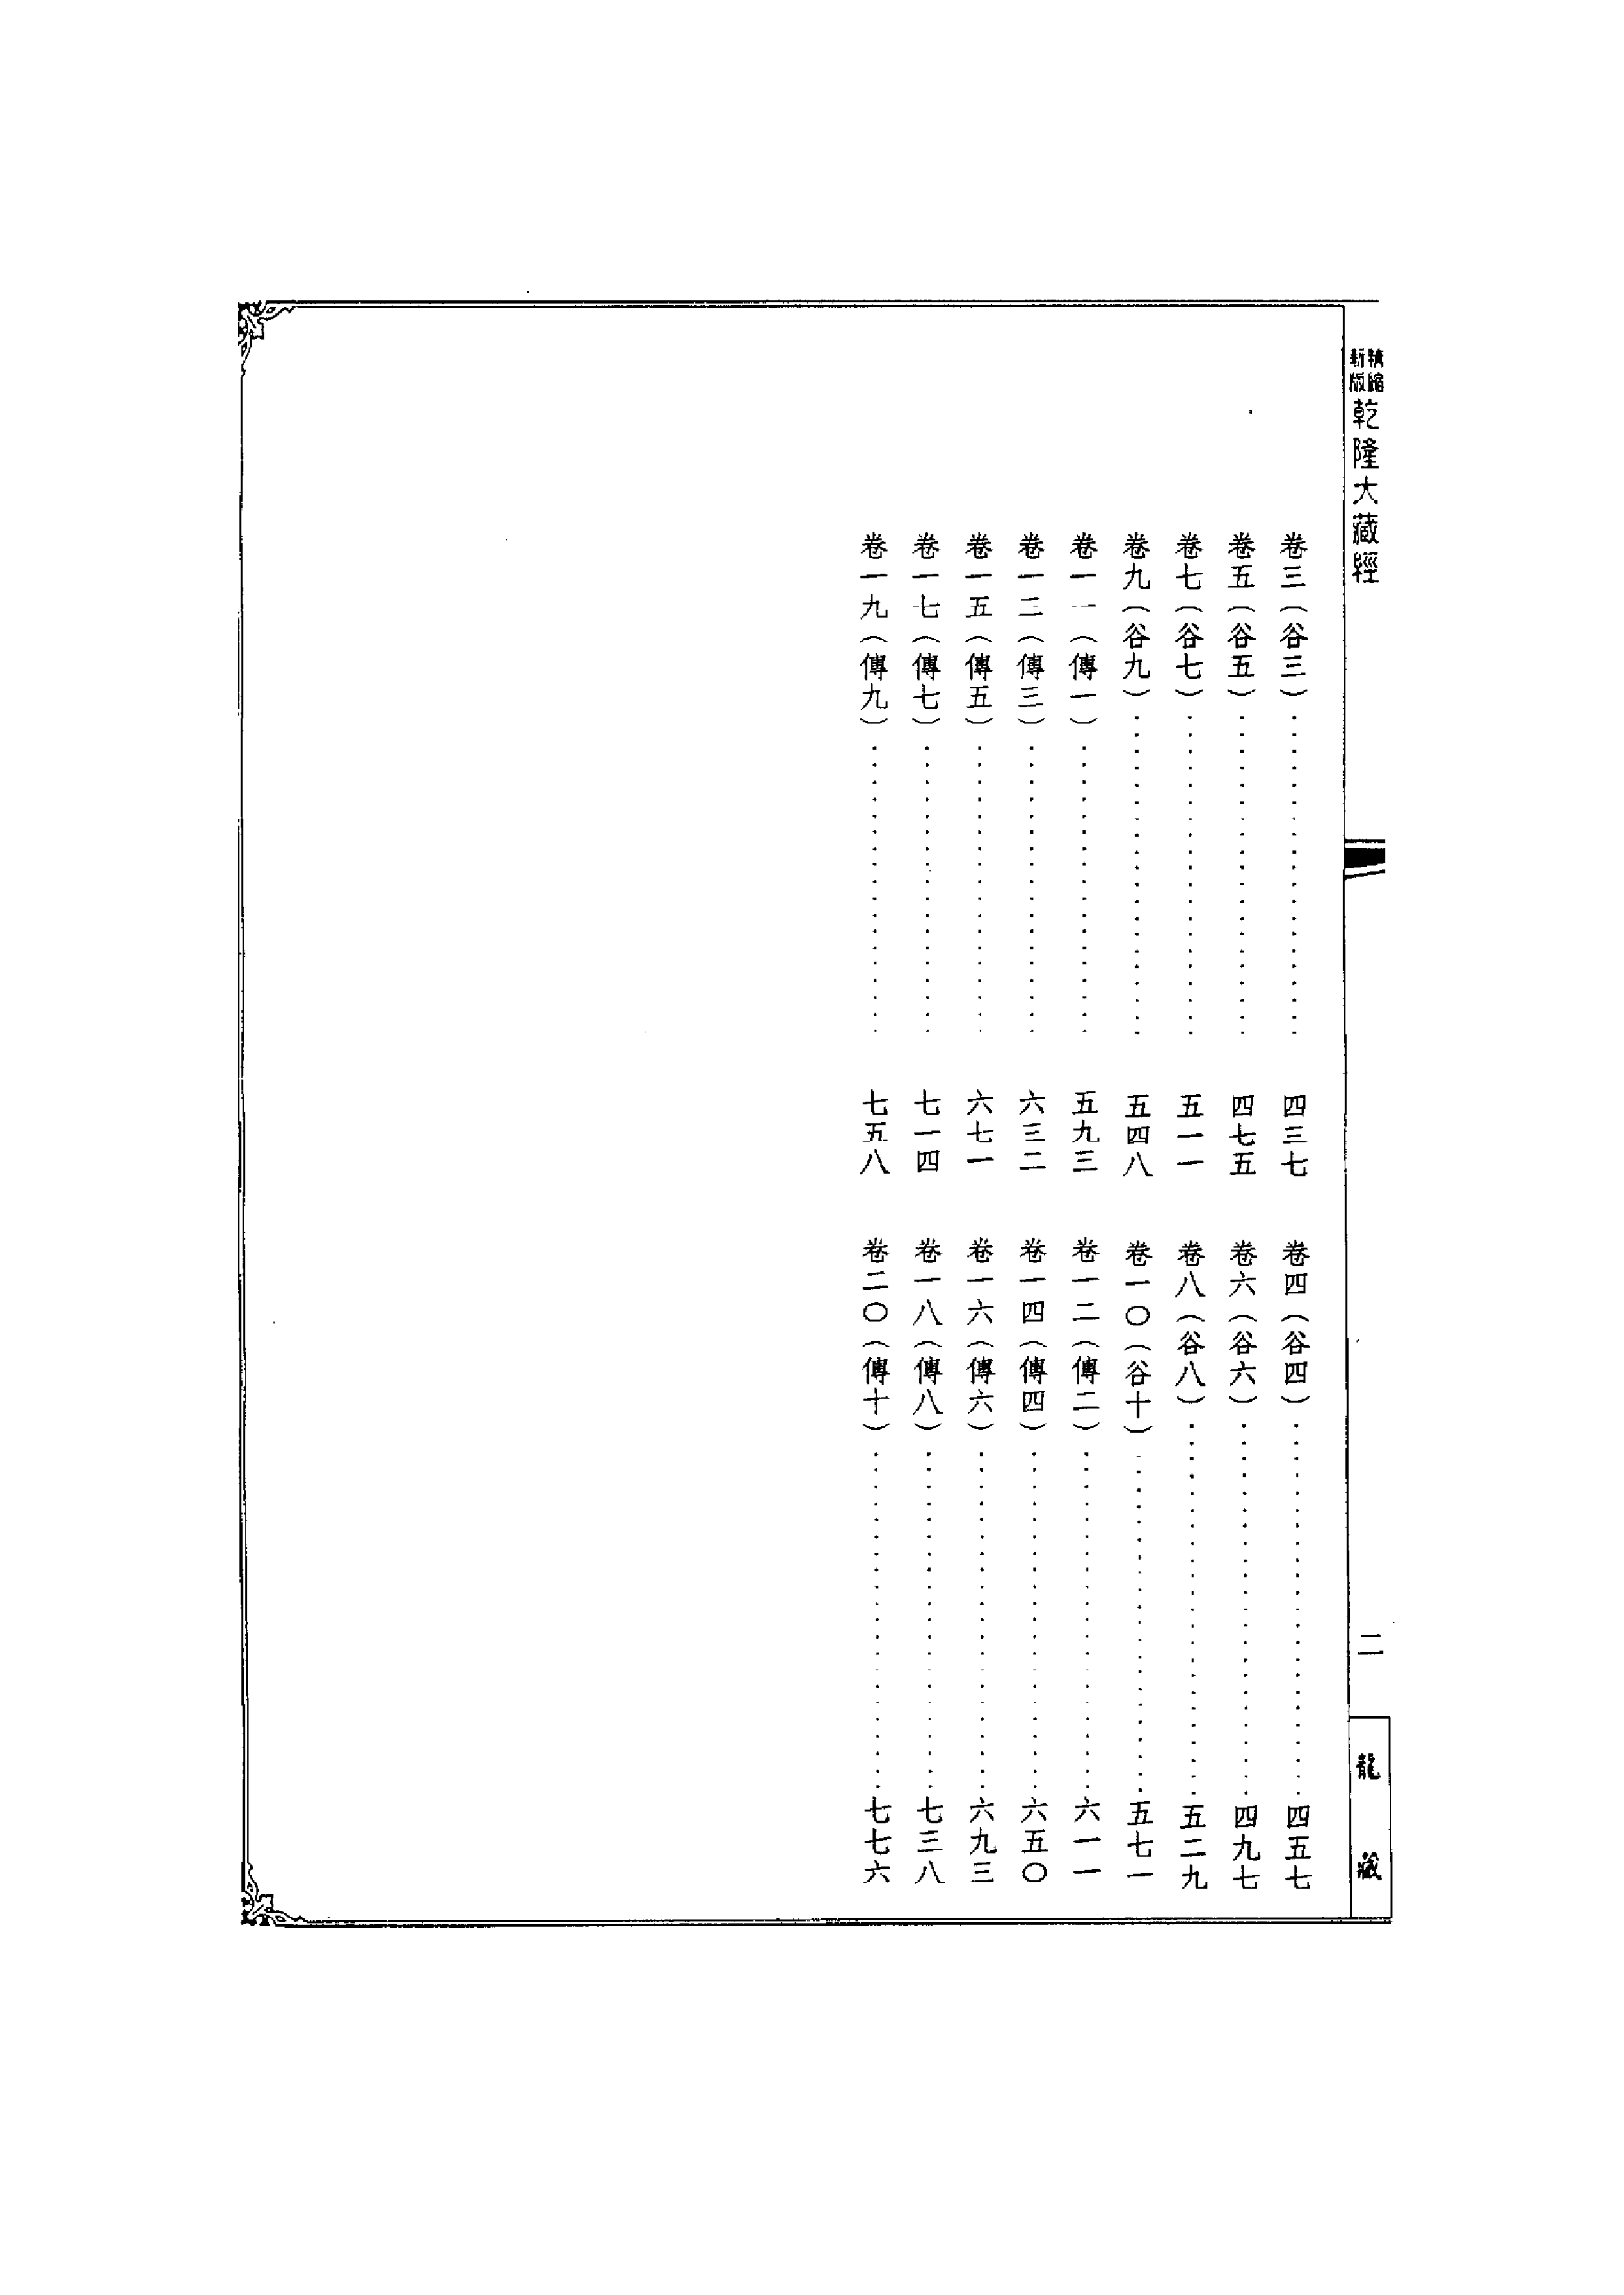 精縮新版乾隆大藏經
二
龍藏
卷三（谷三）………四三七
卷四（谷四）………四五七
卷五（谷五）………四七五
卷六（谷六）………四九七
卷七（谷七）………五一一
卷八（谷八）………五二九
卷九（谷九）………五四八
卷一〇（谷十）………五七一
卷一一（傳一）………五九三
卷一二（傳二）………六一一
卷一三（傳三）………六三二
卷一四（傳四）………六五〇
卷一五（傳五）………六七一
卷一六（傳六）………六九三
卷一七（傳七）………七一四
卷一八（傳八）………七三八
卷一九（傳九）………七五八
卷二〇（傳十）………七七六